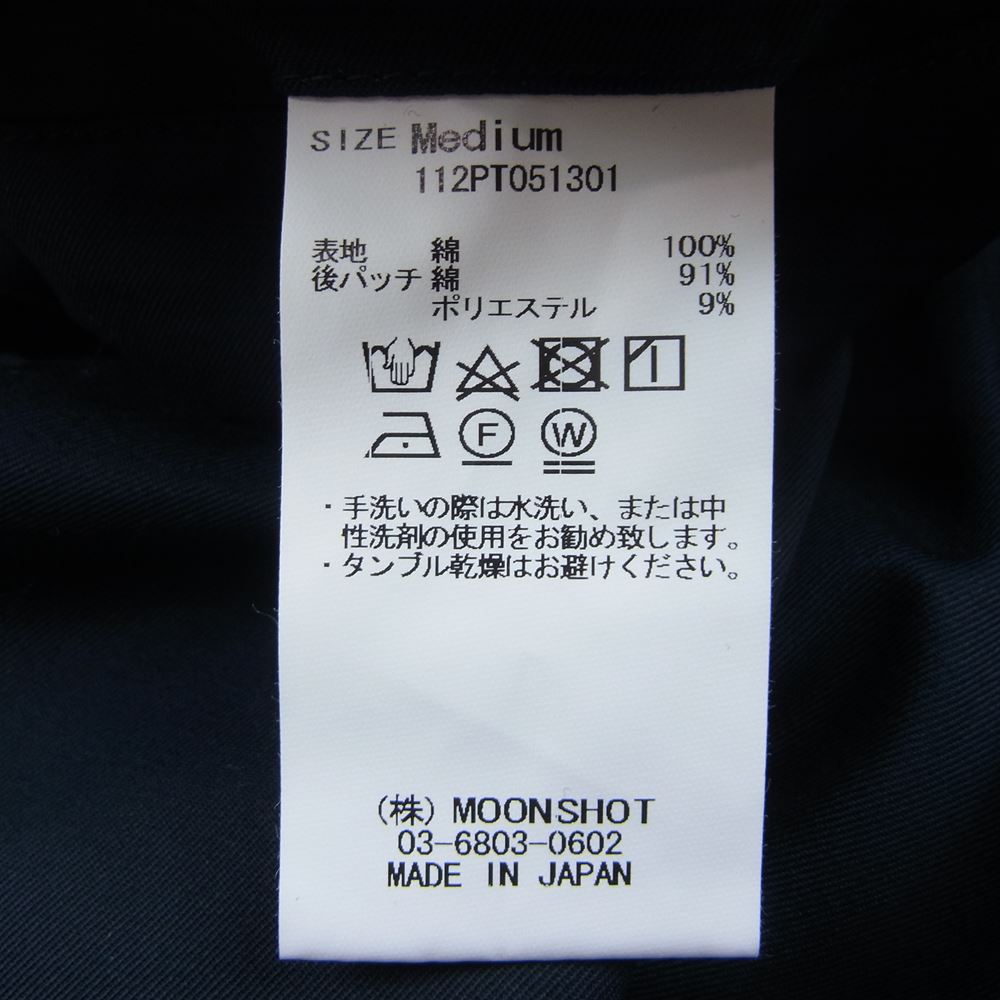 SIZE Medium
112PT051301
表地 綿 100%
後パッチ 綿 91%
ポリエステル 9%
F W
・手洗いの際は水洗い、または中
性洗剤の使用をお勧め致します。
・タンブル乾燥はお避けください。
(株) MOONSHOT
03-6803-0602
MADE IN JAPAN